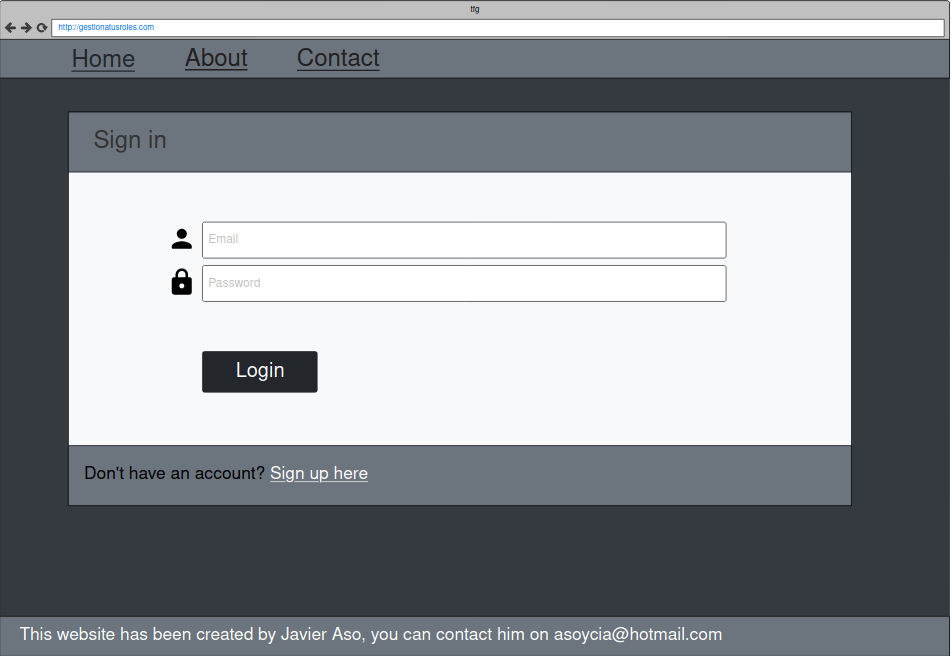 tfg
http://gestionatusroles.com
Home About Contact
Sign in
Email
Password
Login
Don't have an account? Sign up here
This website has been created by Javier Aso, you can contact him on asoycia@hotmail.com